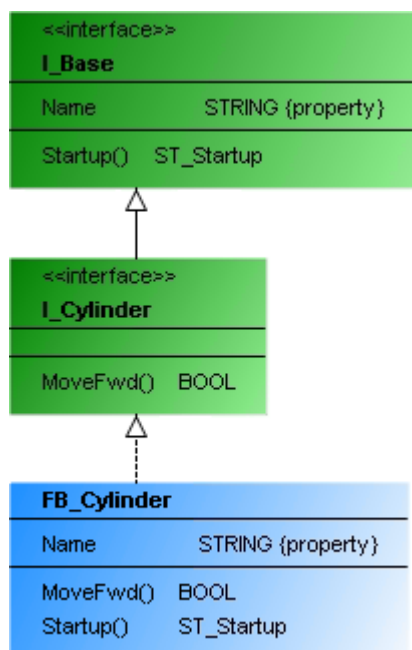 <<interface>>
I_Base
Name STRING {property}
Startup() ST_Startup
<<interface>>
I_Cylinder
MoveFwd() BOOL
FB_Cylinder
Name STRING {property}
MoveFwd() BOOL
Startup() ST_Startup